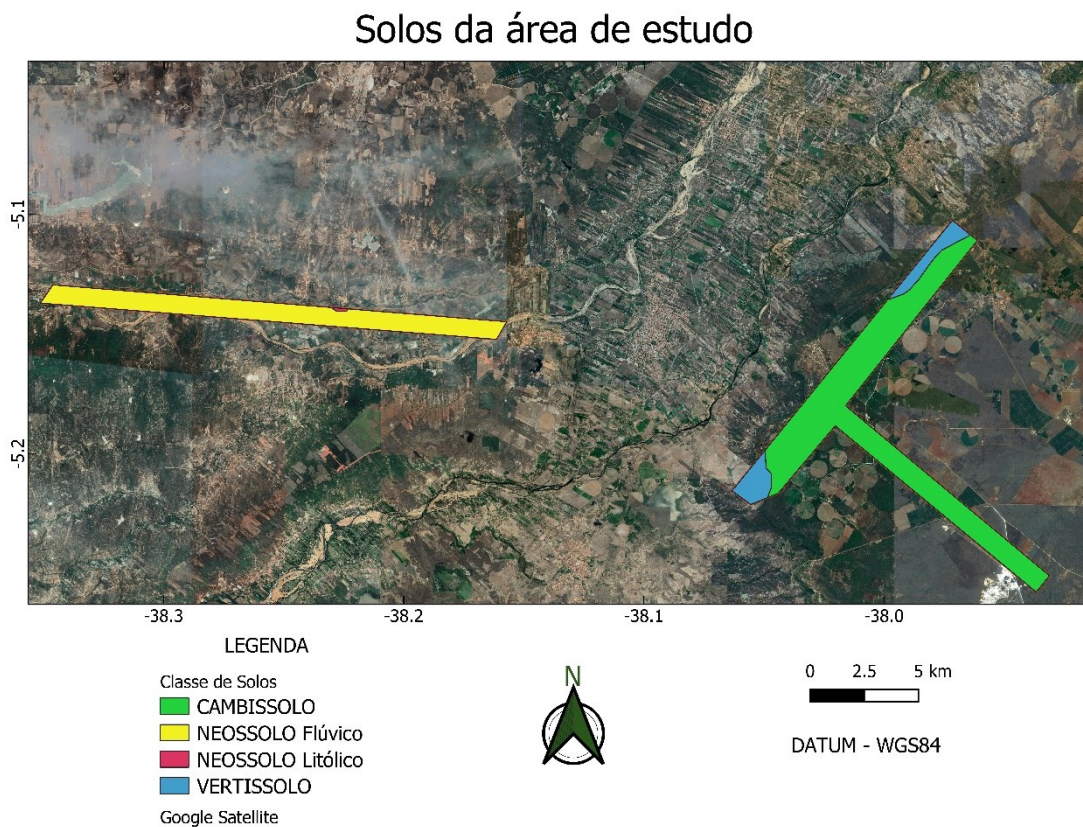 Solos da área de estudo
-5.1
-5.2
-38.3
-38.2
-38.1
-38.0
LEGENDA
Classe de Solos
CAMBISSOLO
NEOSSOLO Flúvico
NEOSSOLO Litólico
VERTISSOLO
Google Satellite
N
0 2.5 5 km
DATUM - WGS84